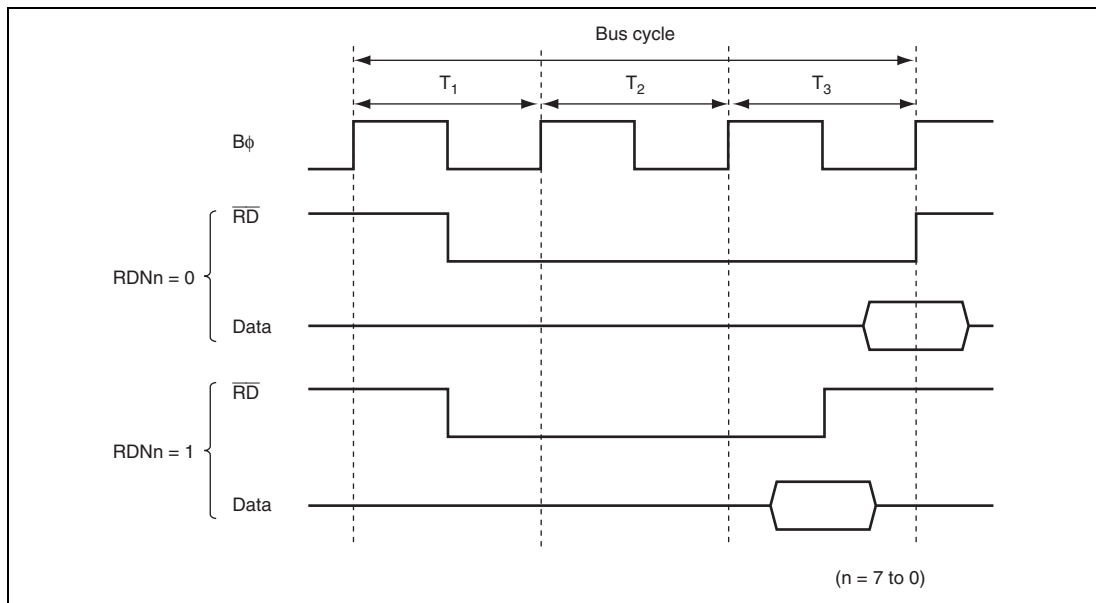 Bus cycle
T1 T2 T3
Bϕ
RD
RDNn = 0
Data
RD
RDNn = 1
Data
(n = 7 to 0)